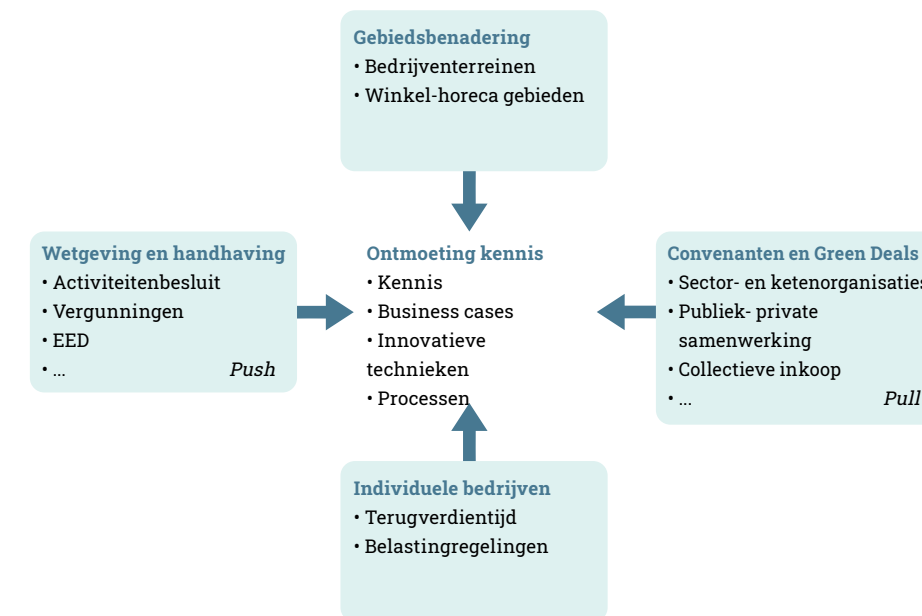 Gebiedsbenadering
• Bedrijventerreinen
• Winkel-horeca gebieden
Wetgeving en handhaving
• Activiteitenbesluit
• Vergunningen
• EED
• ... Push
Ontmoeting kennis
• Kennis
• Business cases
• Innovatieve
technieken
• Processen
Convenanten en Green Deals
• Sector- en ketenorganisaties
• Publiek- private
samenwerking
• Collectieve inkoop
• ... Pull
Individuele bedrijven
• Terugverdientijd
• Belastingregelingen